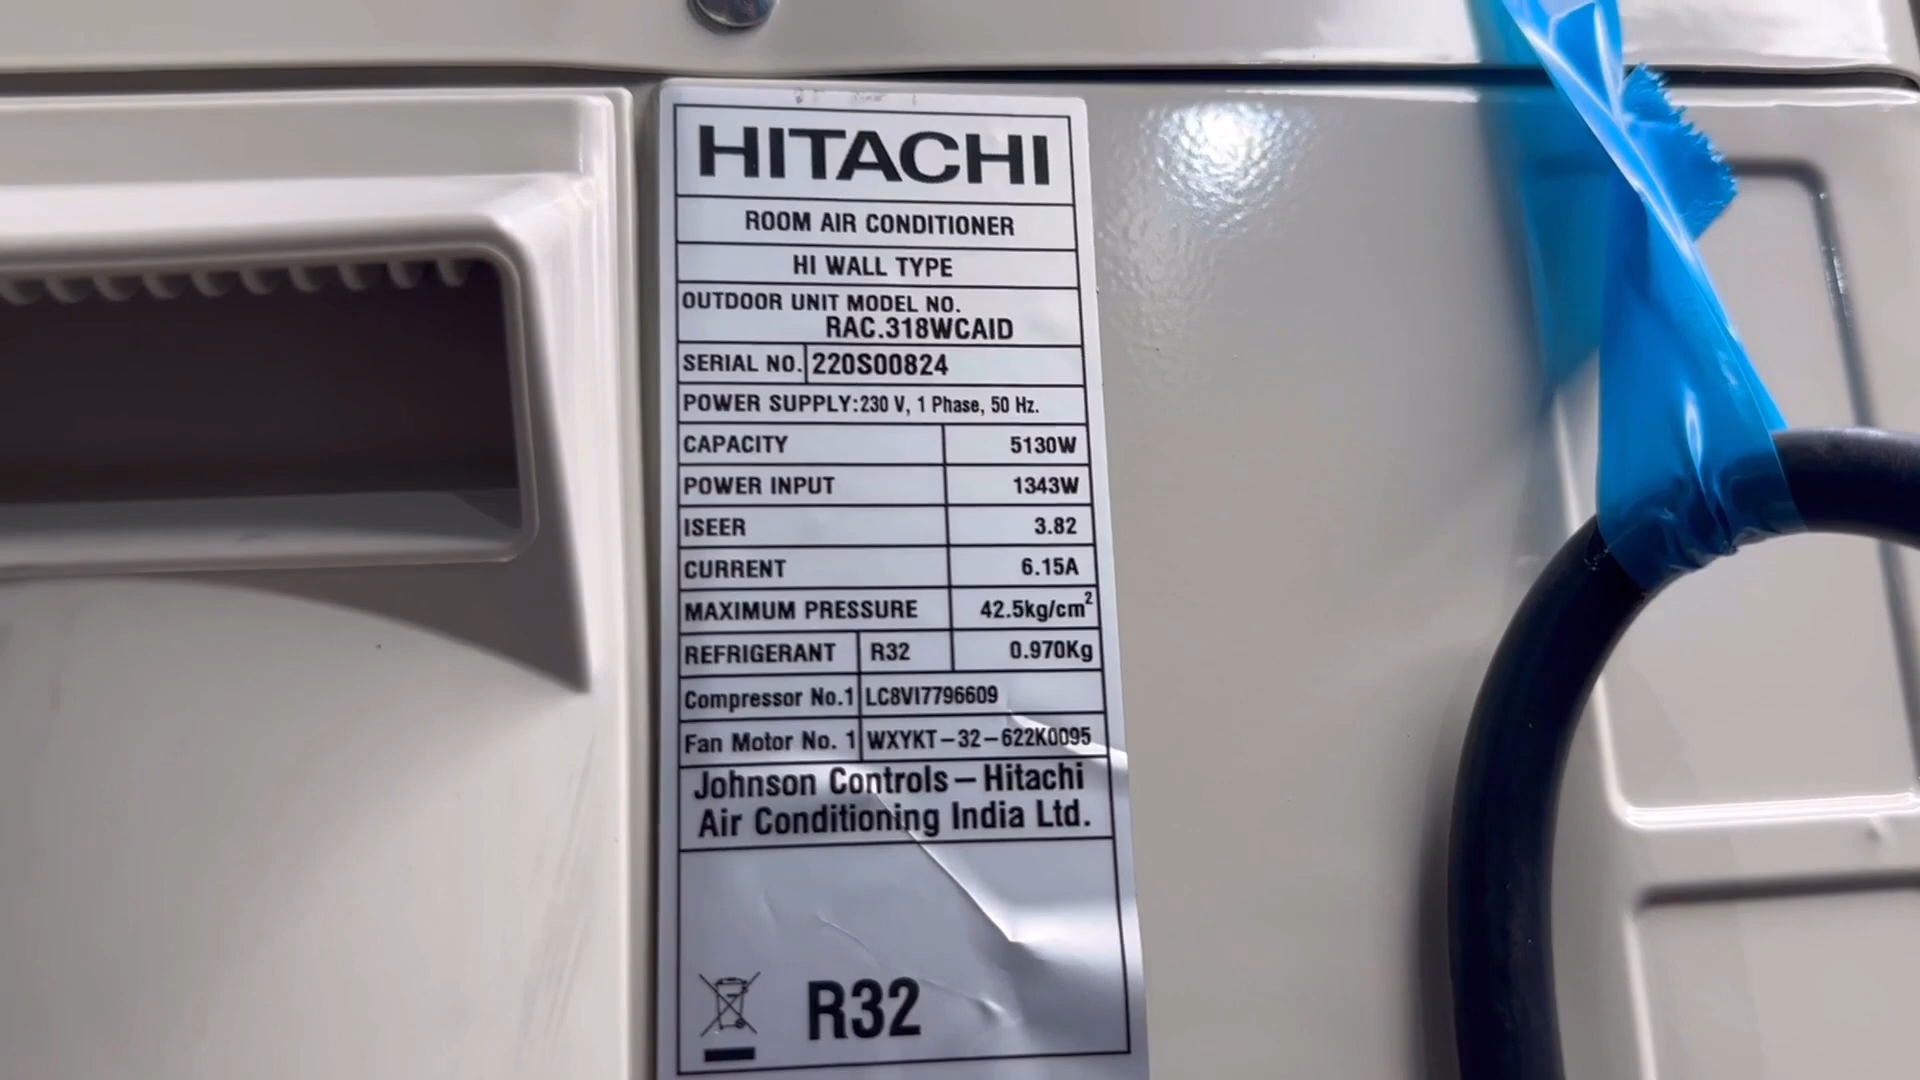 HITACHI
ROOM AIR CONDITIONER
HI WALL TYPE
OUTDOOR UNIT MODEL NO.
RAC.318WCAID
SERIAL NO. 220S00824
POWER SUPPLY:230 V, 1 Phase, 50 Hz.
CAPACITY 5130W
POWER INPUT 1343W
ISEER 3.82
CURRENT 6.15A
MAXIMUM PRESSURE 42.5kg/cm²
REFRIGERANT R32 0.970Kg
Compressor No.1 LC8VI7796609
Fan Motor No. 1 WXYKT-32-622K0095
Johnson Controls-Hitachi
Air Conditioning India Ltd.
R32